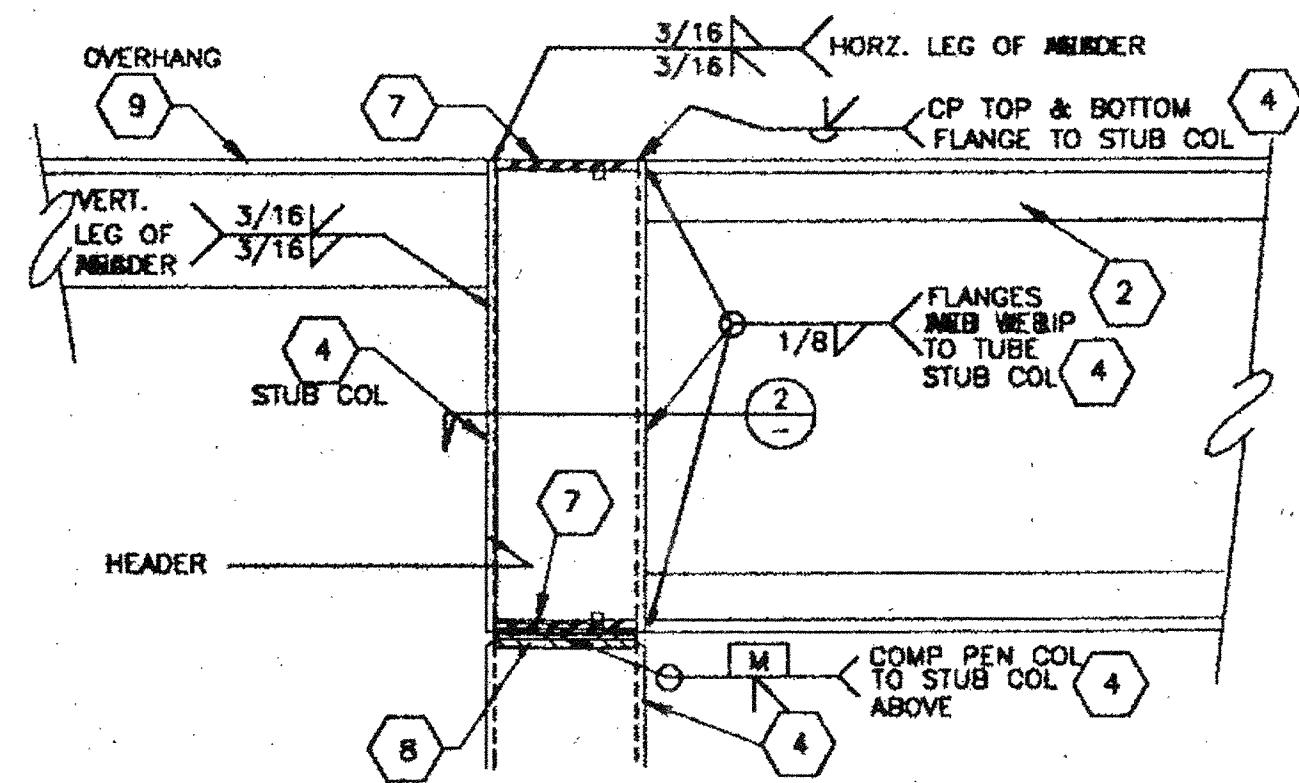 OVERHANG
9
7
3/16
3/16
HORZ. LEG OF
CP TOP & BOTTOM
FLANGE TO STUB COL
4
VERT.
LEG OF
3/16
3/16
2
FLANGES
TO TUBE
STUB COL
4
1/8
4
STUB COL
2
-
7
HEADER
M
COMP PEN COL
TO STUB COL
ABOVE
4
8
4